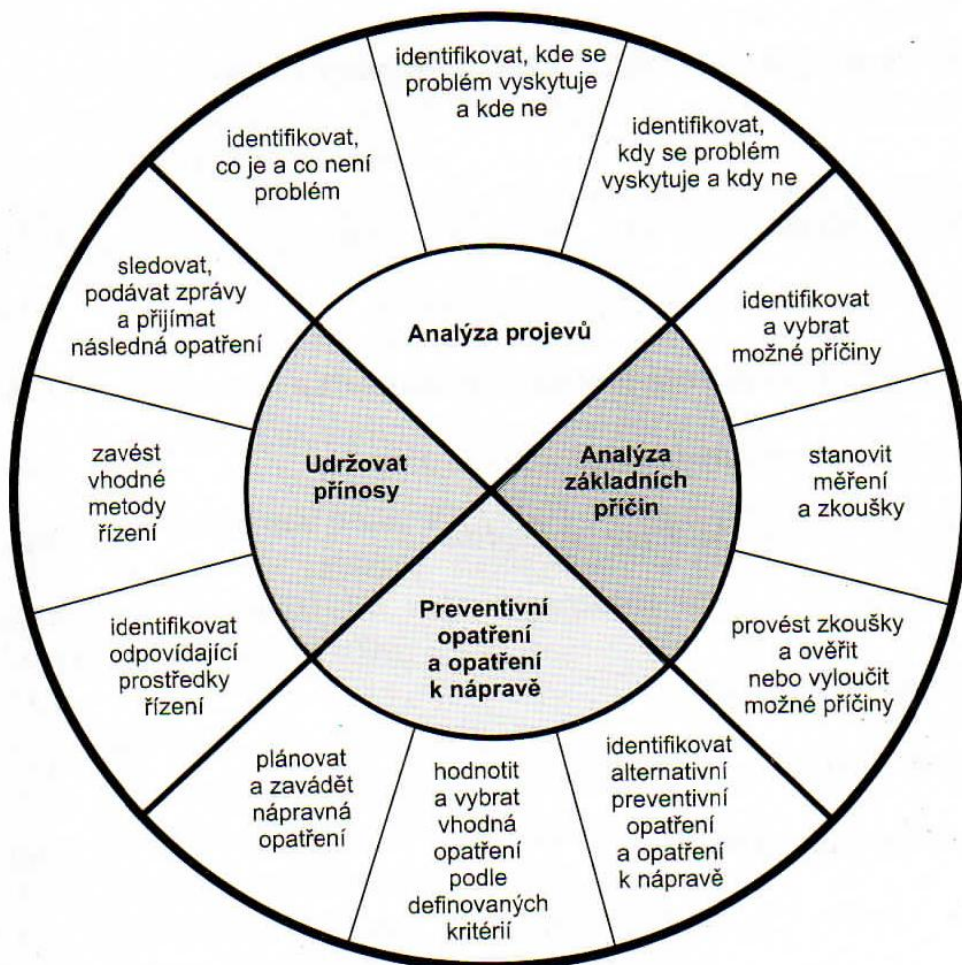 identifikovat, kde se
problém vyskytuje
a kde ne
identifikovat,
kdy se problém
vyskytuje a kdy ne
identifikovat
a vybrat
možné příčiny
stanovit
měření
a zkoušky
provést zkoušky
a ověřit
nebo vyloučit
možné příčiny
identifikovat
alternativní
preventivní
opatření
a opatření
k nápravě
hodnotit
a vybrat
vhodná
opatření
podle
definovaných
kritérií
plánovat
a zavádět
nápravná
opatření
identifikovat
odpovídající
prostředky
řízení
zavést
vhodné
metody
řízení
sledovat,
podávat zprávy
a přijímat
následná opatření
identifikovat,
co je a co není
problém
Analýza projevů
Analýza
základních
příčin
Preventivní
opatření
a opatření
k nápravě
Udržovat
přínosy